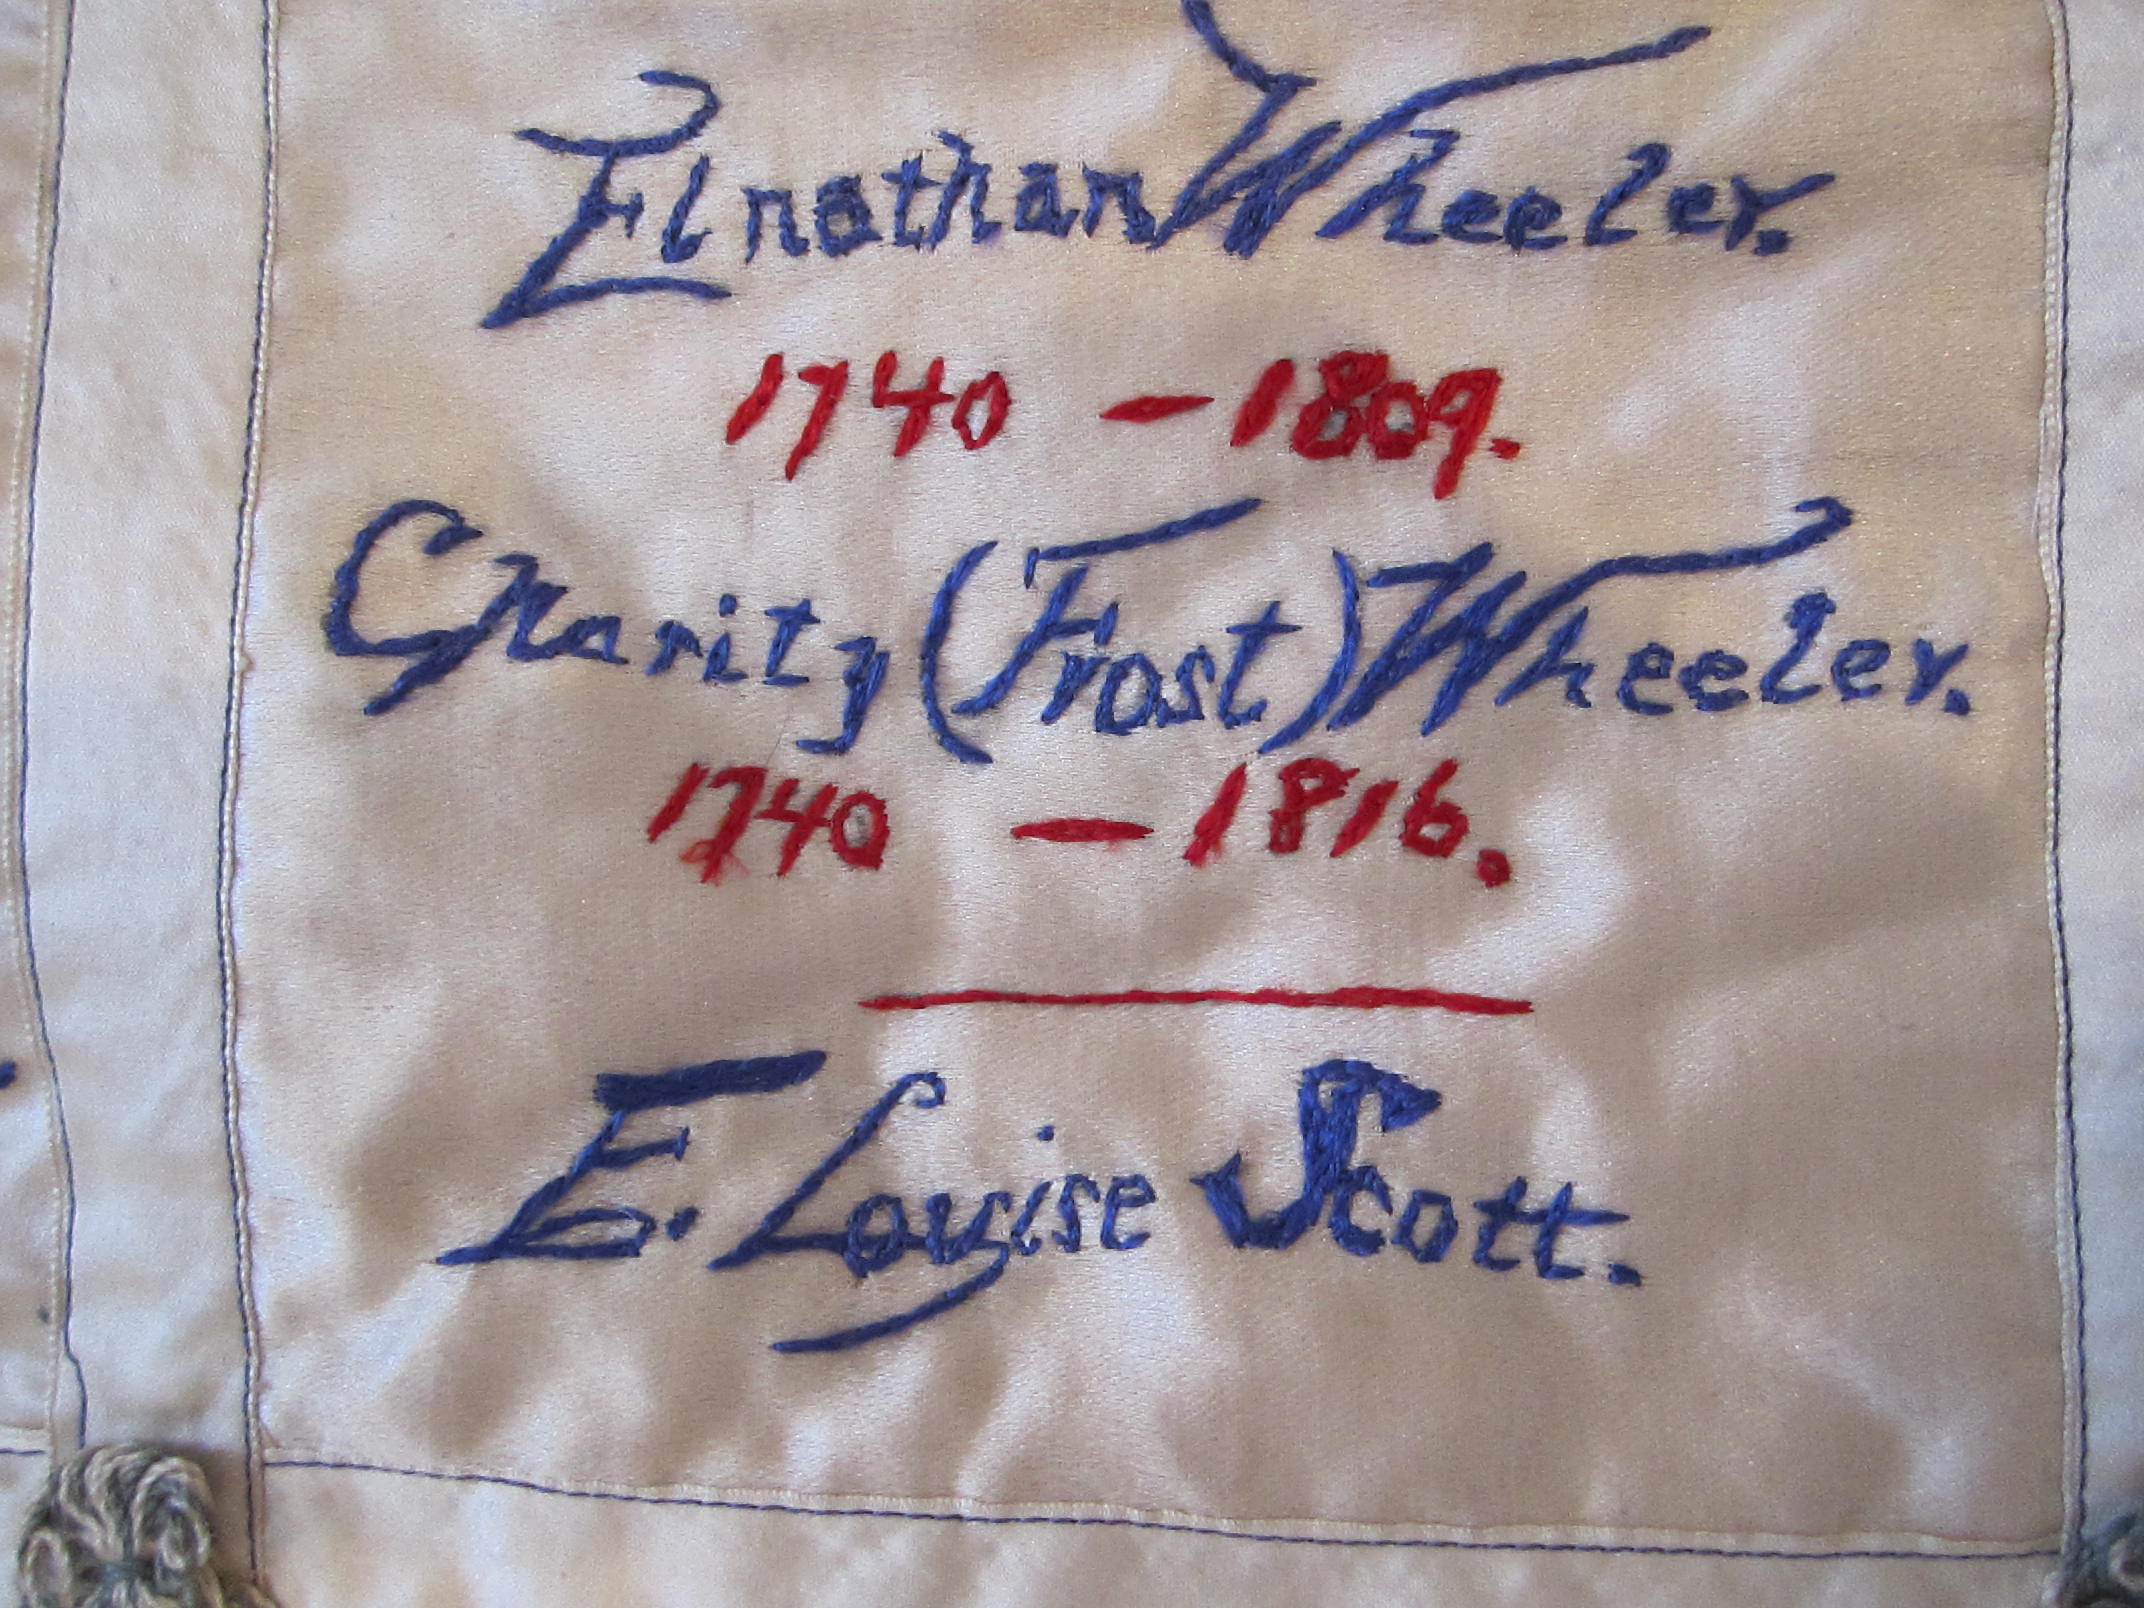 Elnathan Wheeler.
1740 - 1809.
Charity (Frost) Wheeler.
1740 - 1816.
E. Louise Scott.